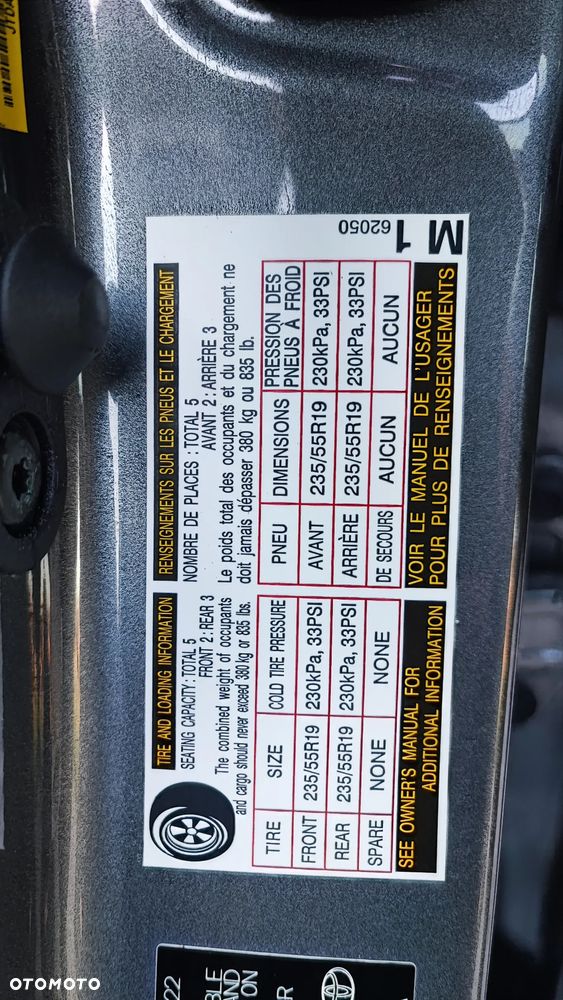 TIRE AND LOADING INFORMATION
SEATING CAPACITY: TOTAL 5
FRONT 2: REAR 3
The combined weight of occupants
and cargo should never exceed 380 kg or 835 lbs.
TIRE SIZE COLD TIRE PRESSURE
FRONT 235/55R19 230kPa, 33PSI
REAR 235/55R19 230kPa, 33PSI
SPARE NONE NONE
SEE OWNER'S MANUAL FOR
ADDITIONAL INFORMATION
RENSEIGNEMENTS SUR LES PNEUS ET LE CHARGEMENT
NOMBRE DE PLACES : TOTAL 5
AVANT 2 : ARRIÈRE 3
Le poids total des occupants et du chargement ne
doit jamais dépasser 380 kg ou 835 lb.
PNEU DIMENSIONS PRESSION DES
PNEUS À FROID
AVANT 235/55R19 230kPa, 33PSI
ARRIÈRE 235/55R19 230kPa, 33PSI
DE SECOURS AUCUN AUCUN
VOIR LE MANUEL DE L'USAGER
POUR PLUS DE RENSEIGNEMENTS
62050
M1
22
AND
ON
OTOMOTO